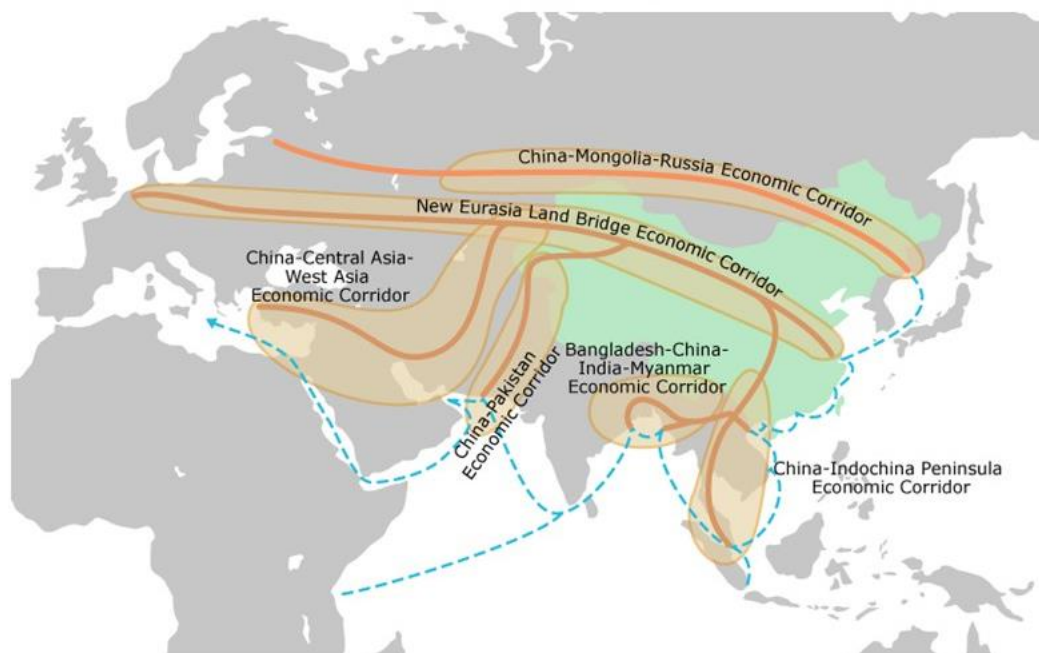 China-Mongolia-Russia Economic Corridor
New Eurasia Land Bridge Economic Corridor
China-Central Asia-
West Asia
Economic Corridor
China-Pakistan
Economic Corridor
Bangladesh-China-
India-Myanmar
Economic Corridor
China-Indochina Peninsula
Economic Corridor